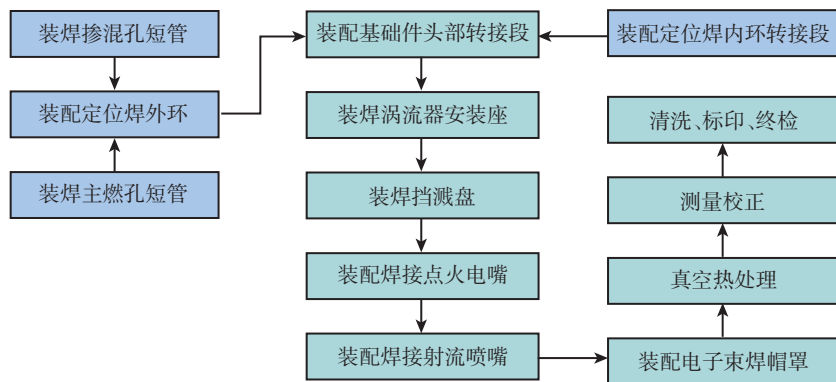 装焊掺混孔短管
装配定位焊外环
装焊主燃孔短管
装配基础件头部转接段
装焊涡流器安装座
装焊挡溅盘
装配焊接点火电嘴
装配焊接射流喷嘴
装配定位焊内环转接段
清洗、标印、终检
测量校正
真空热处理
装配电子束焊帽罩